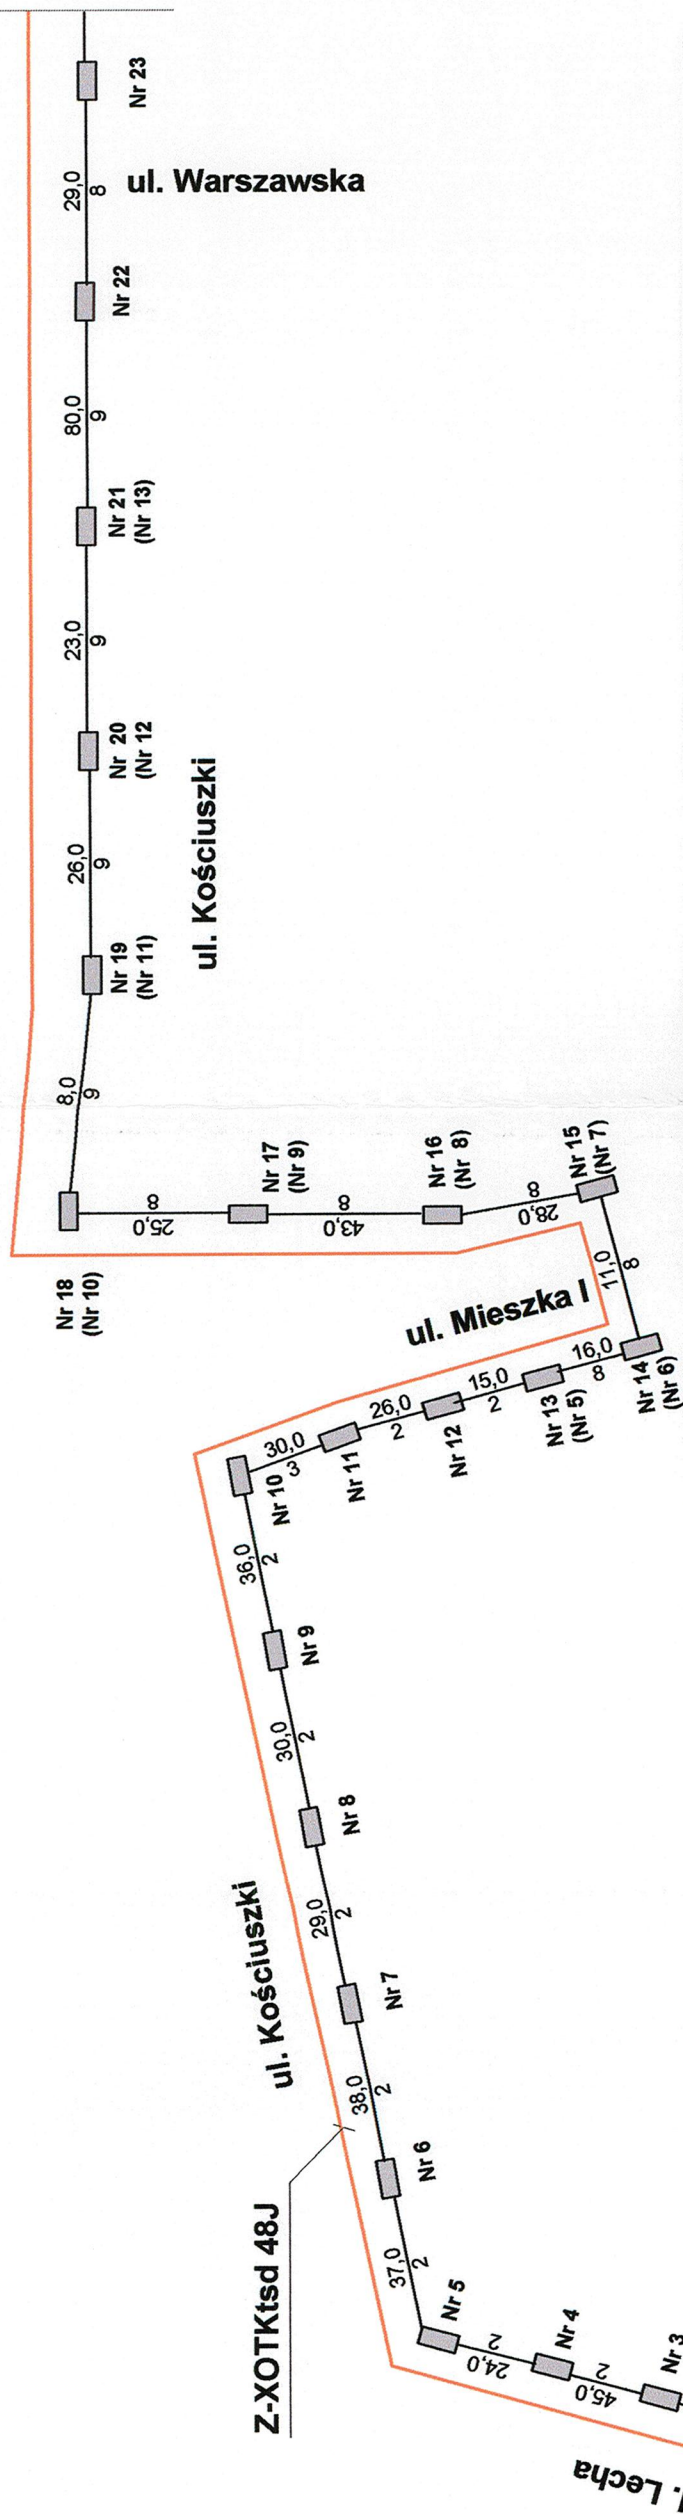 Nr 23
29,0
8
ul. Warszawska
Nr 22
80,0
9
Nr 21
(Nr 13)
23,0
9
Nr 20
(Nr 12
26,0
9
ul. Kościuszki
Nr 19
(Nr 11)
8,0
9
Nr 18
(Nr 10)
25,0
8
Nr 17
(Nr 9)
43,0
8
Nr 16
(Nr 8)
28,0
8
Nr 15
(Nr 7)
11,0
8
ul. Mieszka I
Nr 14
(Nr 6)
16,0
8
Nr 13
(Nr 5)
15,0
2
Nr 12
26,0
2
Nr 11
30,0
3
Nr 10
36,0
2
Nr 9
30,0
2
Nr 8
29,0
2
ul. Kościuszki
Nr 7
38,0
2
Z-XOTKtsd 48J
Nr 6
37,0
2
Nr 5
24,0
2
Nr 4
45,0
2
Nr 3
l. Lecha